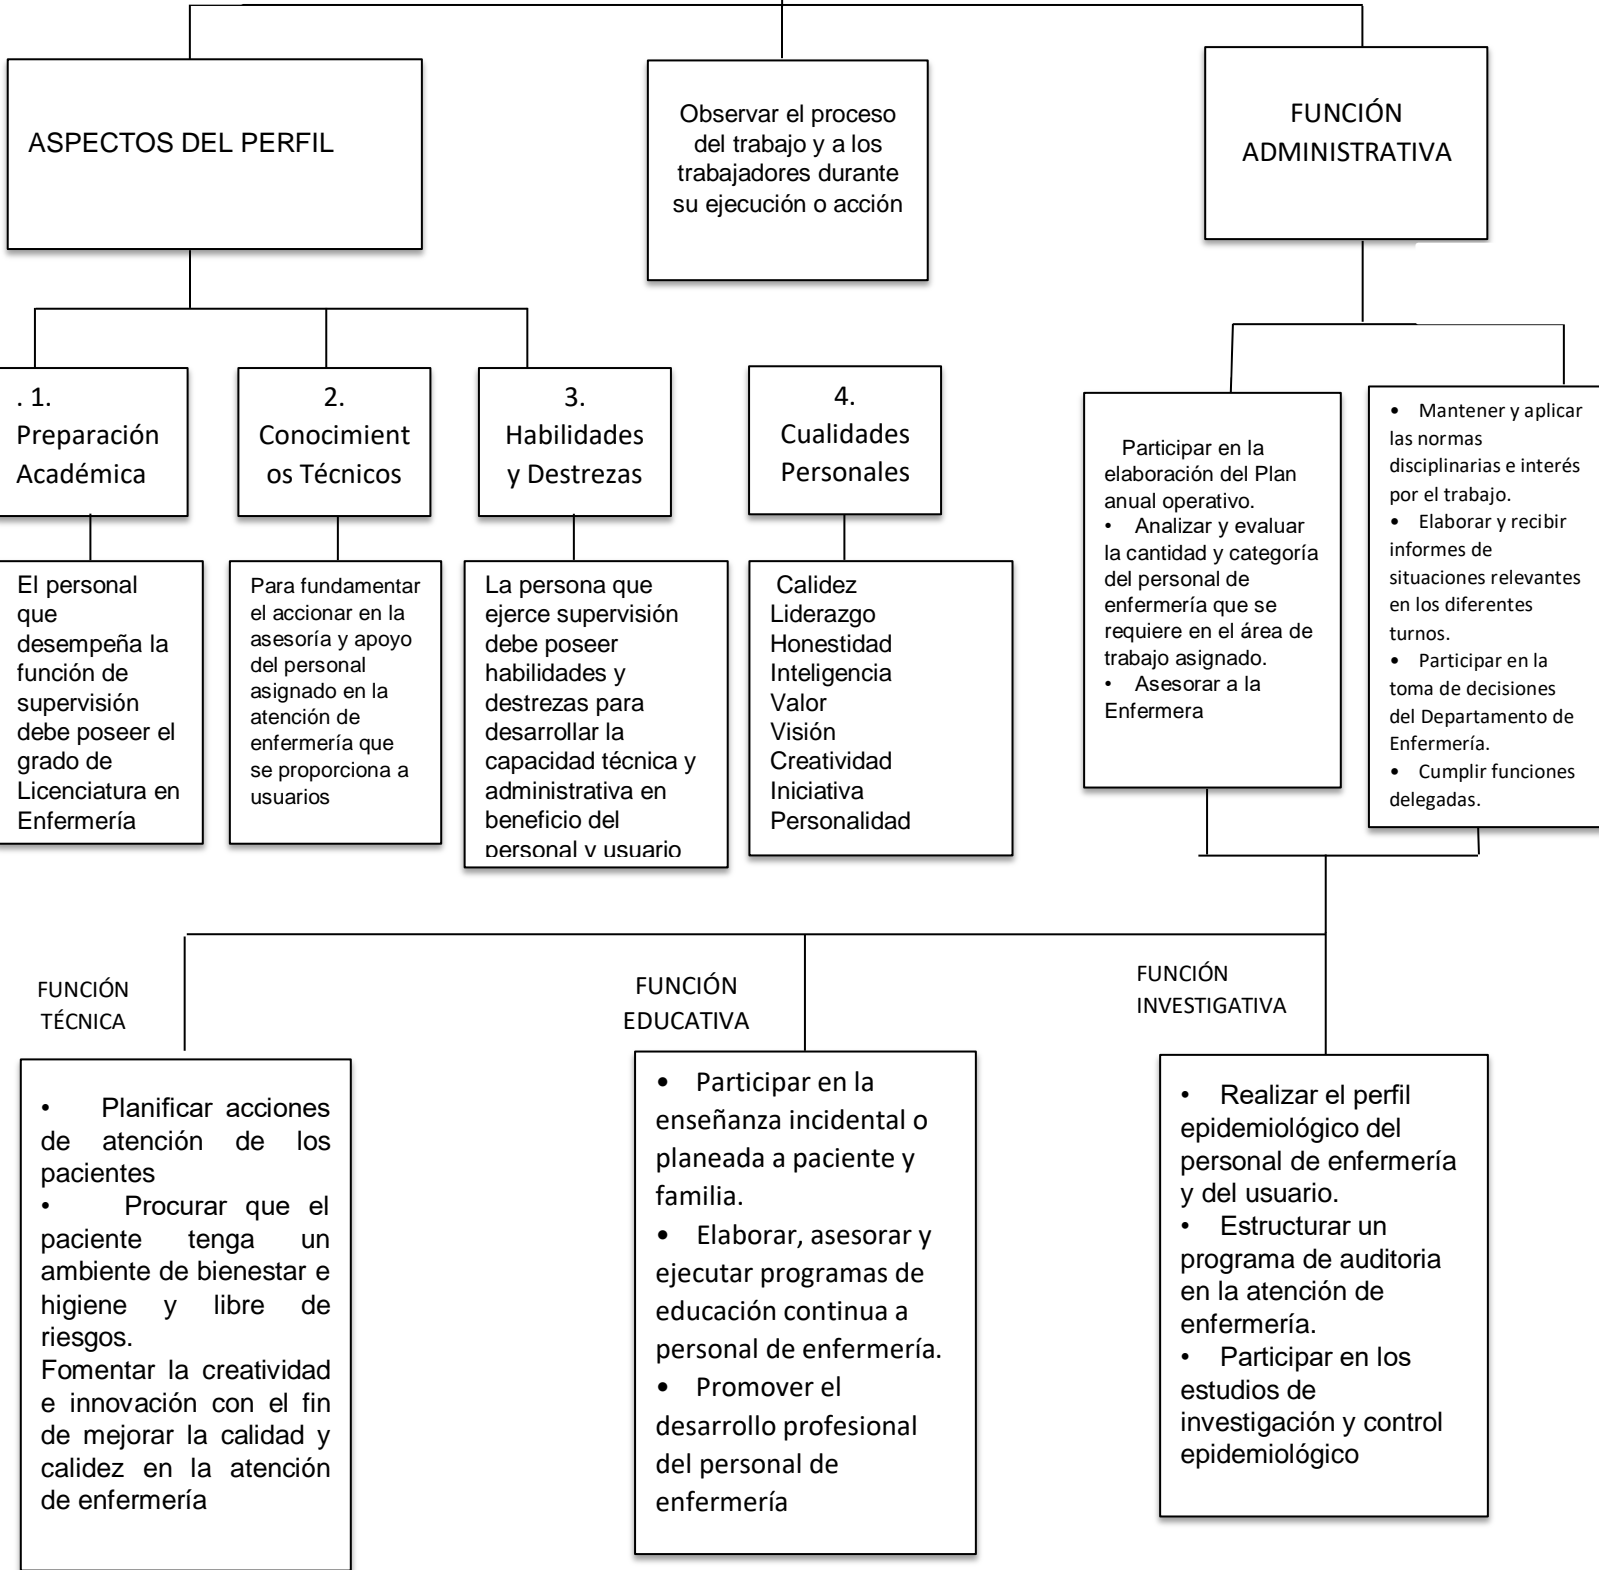 ASPECTOS DEL PERFIL
Observar el proceso
del trabajo y a los
trabajadores durante
su ejecución o acción
FUNCIÓN
ADMINISTRATIVA
. 1.
Preparación
Académica
2.
Conocimient
os Técnicos
3.
Habilidades
y Destrezas
4.
Cualidades
Personales
El personal
que
desempeña la
función de
supervisión
debe poseer el
grado de
Licenciatura en
Enfermería
Para fundamentar
el accionar en la
asesoría y apoyo
del personal
asignado en la
atención de
enfermería que
se proporciona a
usuarios
La persona que
ejerce supervisión
debe poseer
habilidades y
destrezas para
desarrollar la
capacidad técnica y
administrativa en
beneficio del
personal y usuario
Calidez
Liderazgo
Honestidad
Inteligencia
Valor
Visión
Creatividad
Iniciativa
Personalidad
Participar en la
elaboración del Plan
anual operativo.
• Analizar y evaluar
la cantidad y categoría
del personal de
enfermería que se
requiere en el área de
trabajo asignado.
• Asesorar a la
Enfermera
• Mantener y aplicar
las normas
disciplinarias e interés
por el trabajo.
• Elaborar y recibir
informes de
situaciones relevantes
en los diferentes
turnos.
• Participar en la
toma de decisiones
del Departamento de
Enfermería.
• Cumplir funciones
delegadas.
FUNCIÓN
TÉCNICA
• Planificar acciones
de atención de los
pacientes
• Procurar que el
paciente tenga un
ambiente de bienestar e
higiene y libre de
riesgos.
Fomentar la creatividad
e innovación con el fin
de mejorar la calidad y
calidez en la atención
de enfermería
FUNCIÓN
EDUCATIVA
• Participar en la
enseñanza incidental o
planeada a paciente y
familia.
• Elaborar, asesorar y
ejecutar programas de
educación continua a
personal de enfermería.
• Promover el
desarrollo profesional
del personal de
enfermería
FUNCIÓN
INVESTIGATIVA
• Realizar el perfil
epidemiológico del
personal de enfermería
y del usuario.
• Estructurar un
programa de auditoria
en la atención de
enfermería.
• Participar en los
estudios de
investigación y control
epidemiológico